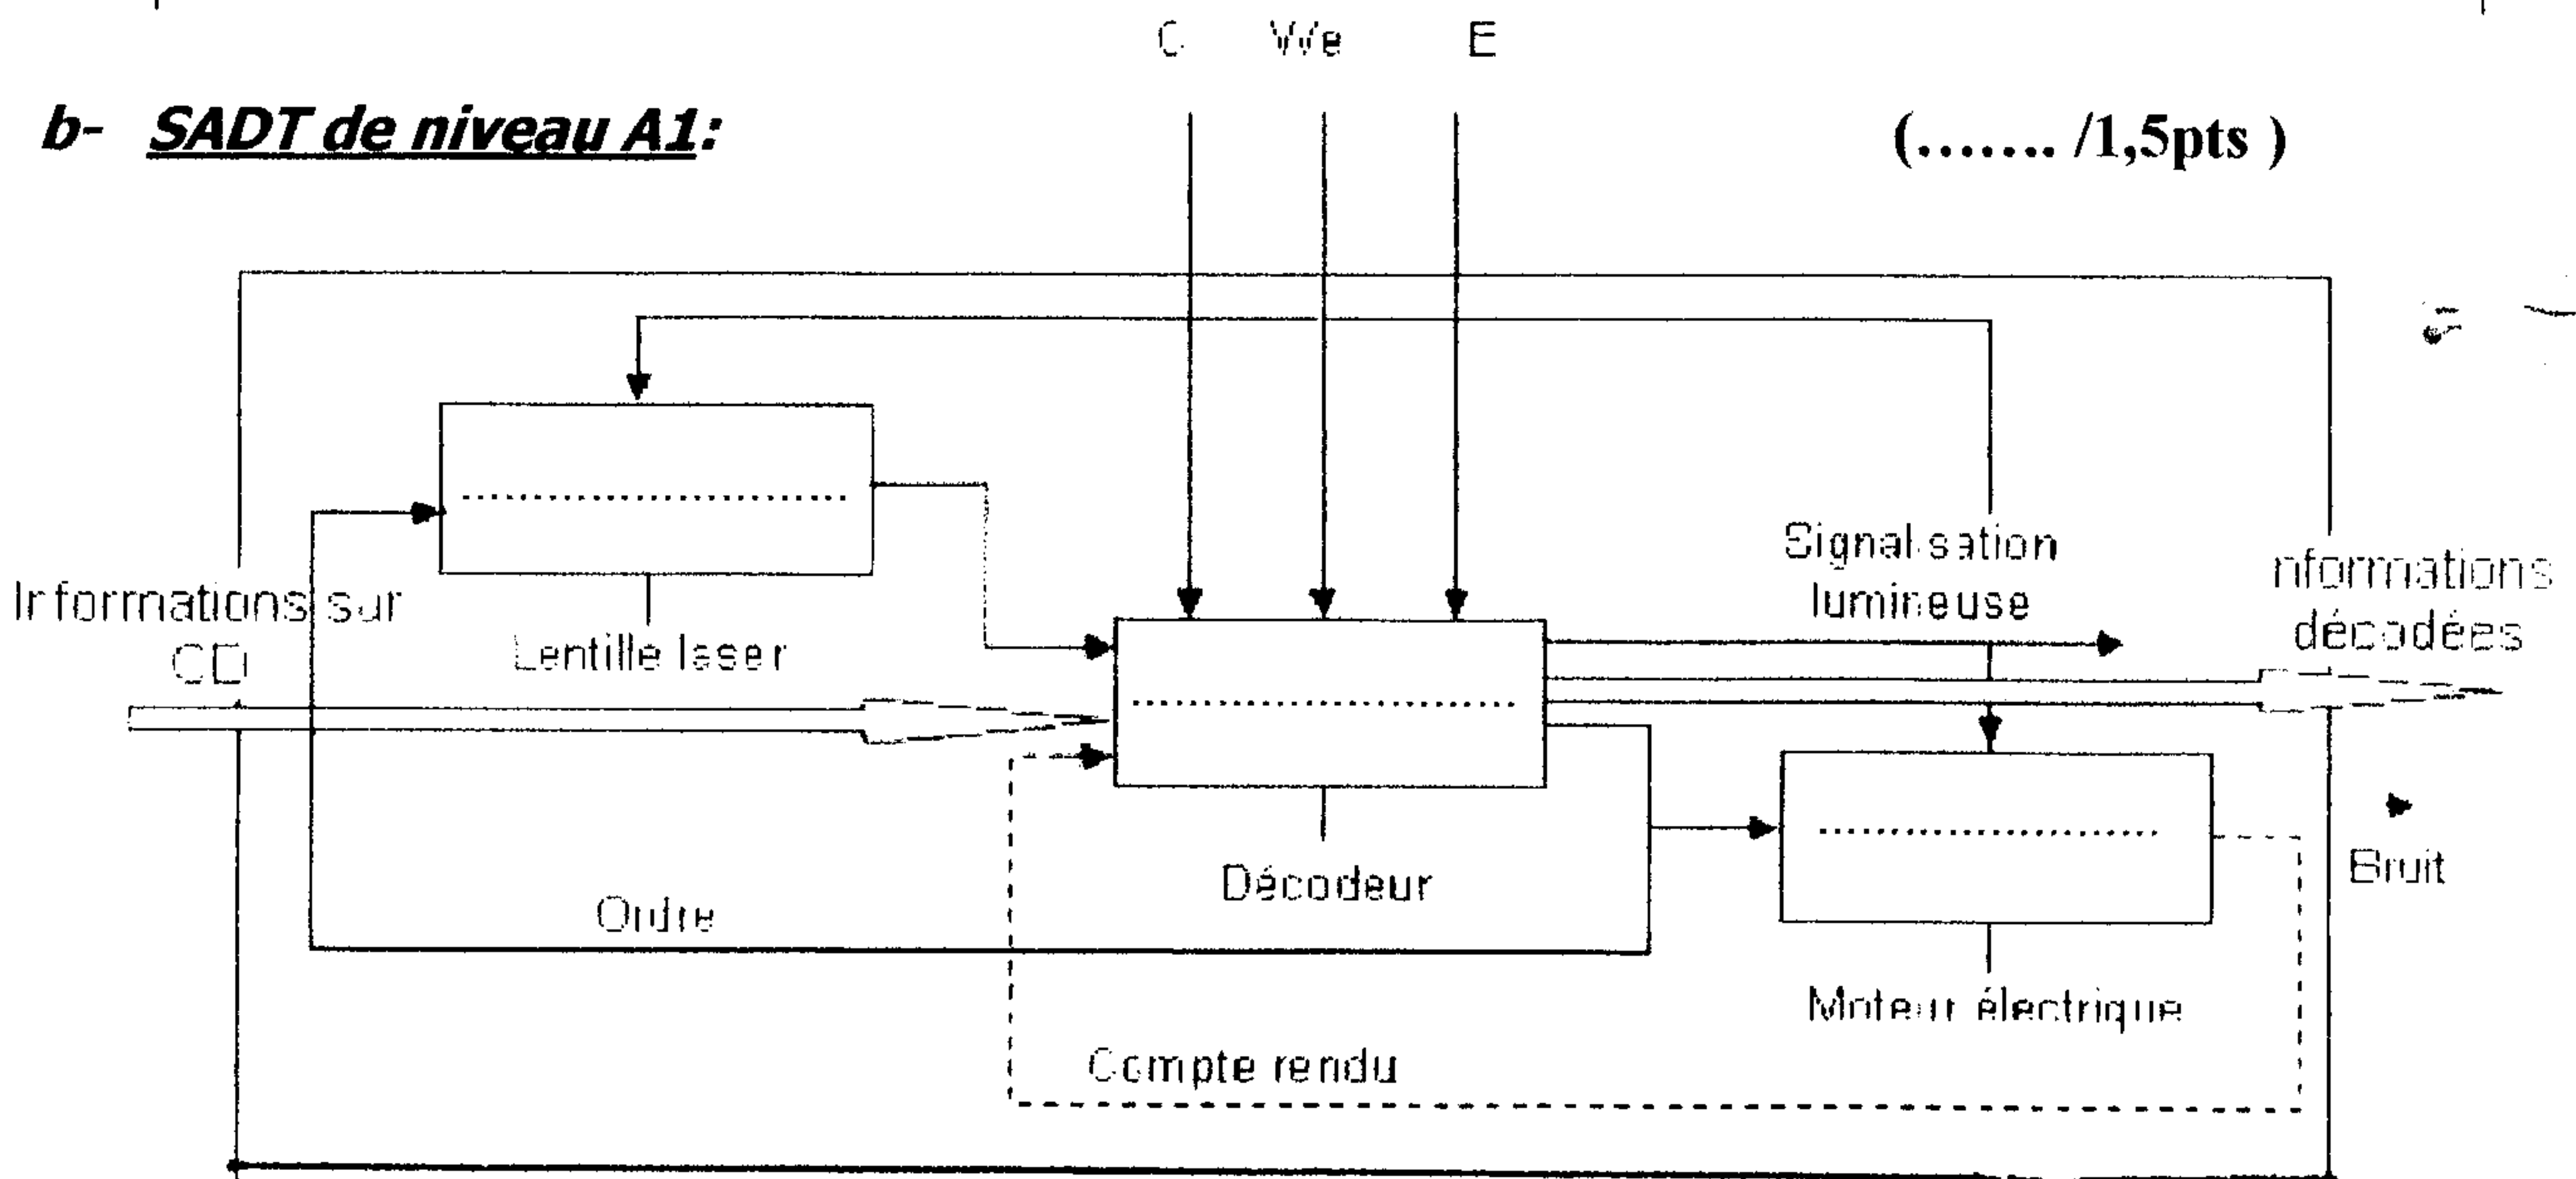 C We E
b- SADT de niveau A1:
(....... /1,5pts )
........................
Signalisation
lumineuse
nformations
décodées
Informations sur
CD
Lentille laser
........................
.....................
Bruit
Décodeur
Ordre
Moteur électrique
Compte rendu